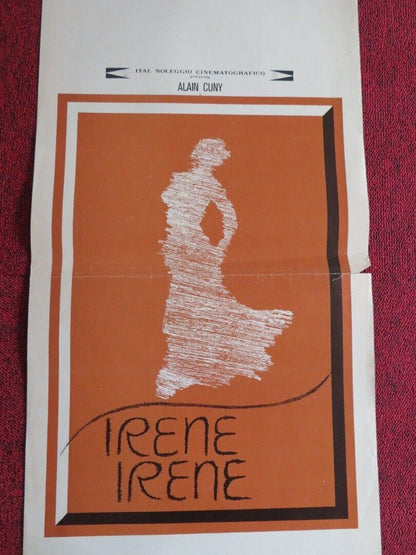 ITAL NOLEGGIO CINEMATOGRAFICO
presenta
ALAIN CUNY
IRENE
IRENE